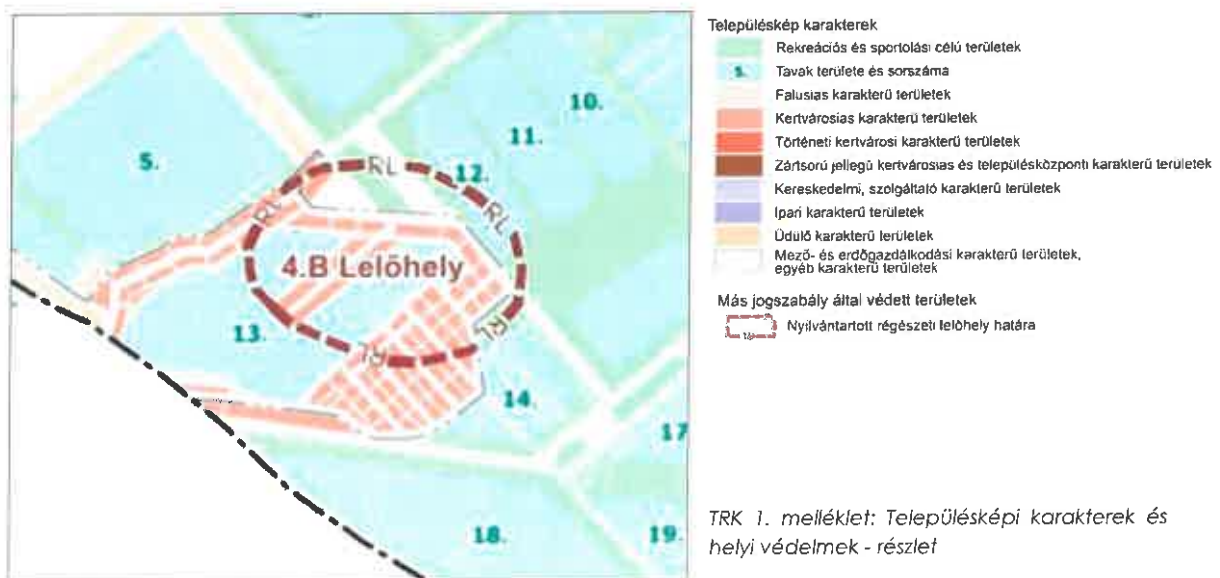 10.
11.
5.
RL
12.
RL
RL
4.B Lelőhely
13.
RL
RL
14.
17
18.
19.
Településkép karakterek
Rekreációs és sportolási célú területek
5. Tavak területe és sorszáma
Falusias karakterű területek
Kertvárosias karakterű területek
Történeti kertvárosi karakterű területek
Zártsorú jellegű kertvárosias és településközponti karakterű területek
Kereskedelmi, szolgáltató karakterű területek
Ipari karakterű területek
Üdülő karakterű területek
Mező- és erdőgazdálkodási karakterű területek,
egyéb karakterű területek
Más jogszabály által védett területek
Nyilvántartott régészeti lelőhely határa
TRK 1. melléklet: Településképi karakterek és
helyi védelmek - részlet